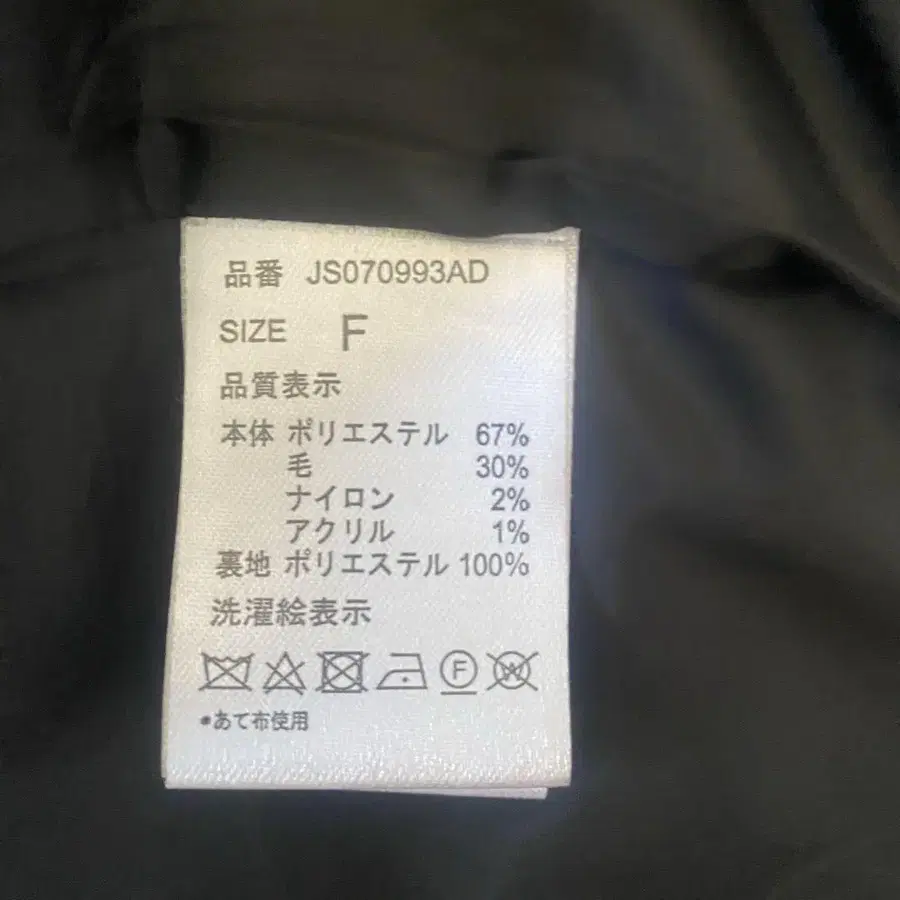 品番 JS070993AD
SIZE F
品質表示
本体 ポリエステル 67%
毛 30%
ナイロン 2%
アクリル 1%
裏地 ポリエステル 100%
洗濯絵表示
F W
*あて布使用